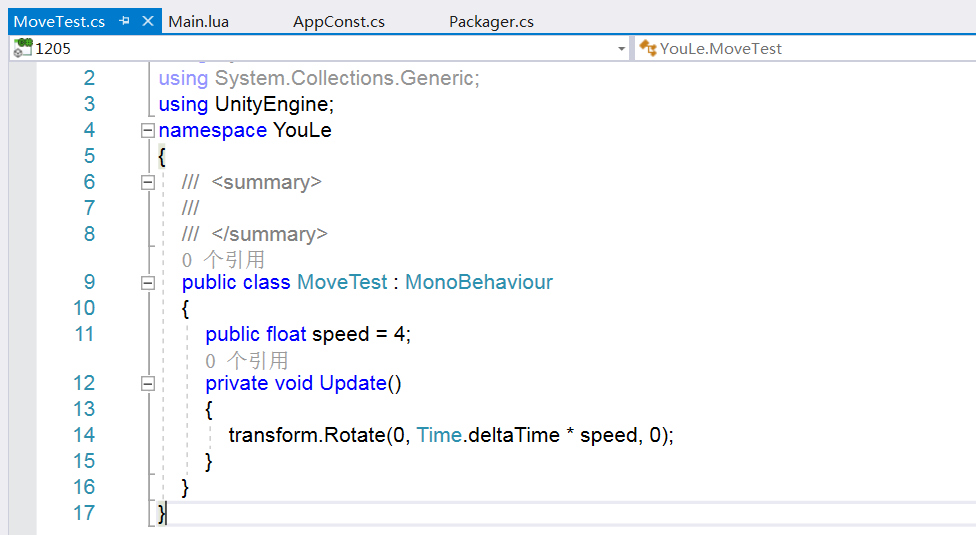 MoveTest.cs
Main.lua
AppConst.cs
Packager.cs
1205
YouLe.MoveTest
2 using System.Collections.Generic;
3 using UnityEngine;
4 namespace YouLe
5 {
6 /// <summary>
7 ///
8 /// </summary>
0 个引用
9 public class MoveTest : MonoBehaviour
10 {
11 public float speed = 4;
0 个引用
12 private void Update()
13 {
14 transform.Rotate(0, Time.deltaTime * speed, 0);
15 }
16 }
17 }